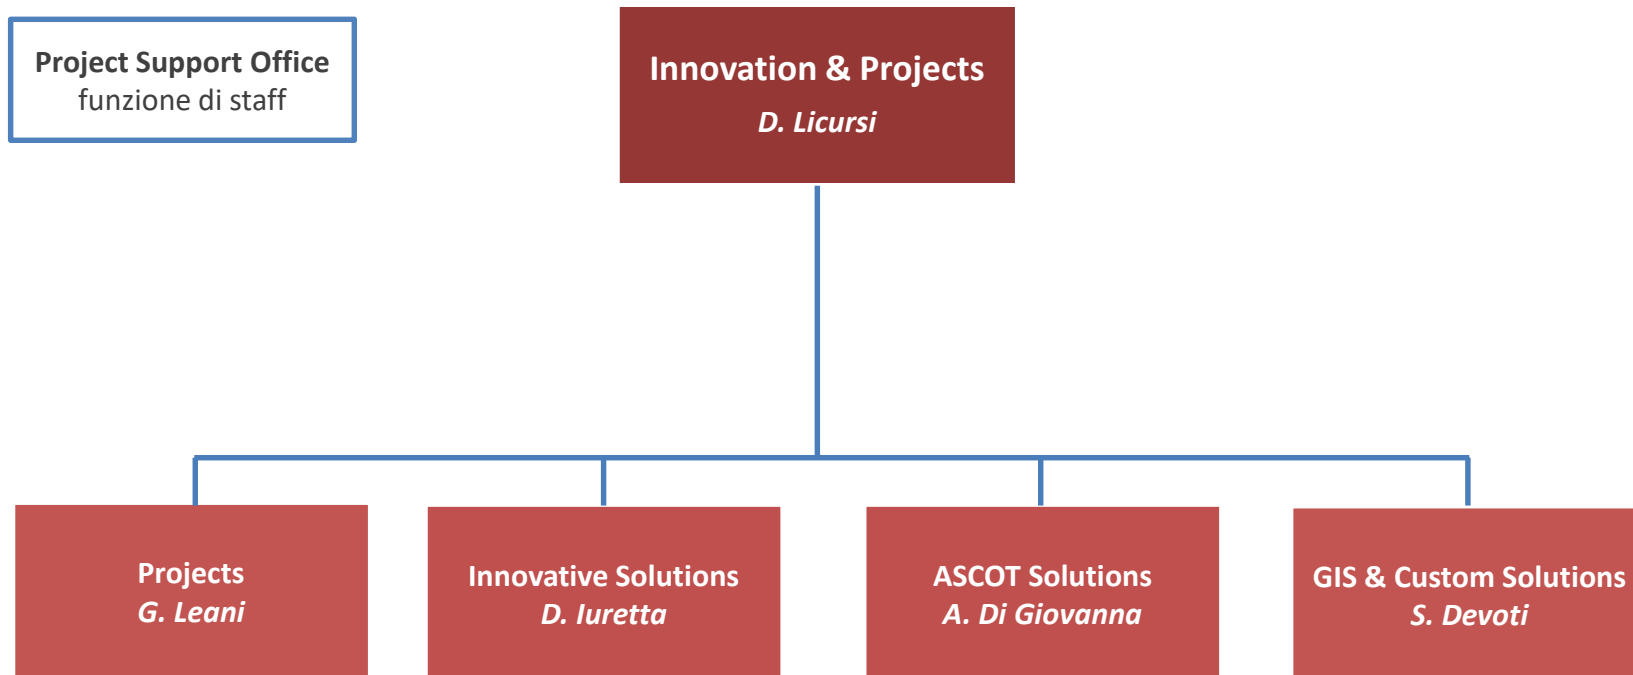 Project Support Office
funzione di staff
Innovation & Projects
D. Licursi
Projects
G. Leani
Innovative Solutions
D. Iuretta
ASCOT Solutions
A. Di Giovanna
GIS & Custom Solutions
S. Devoti